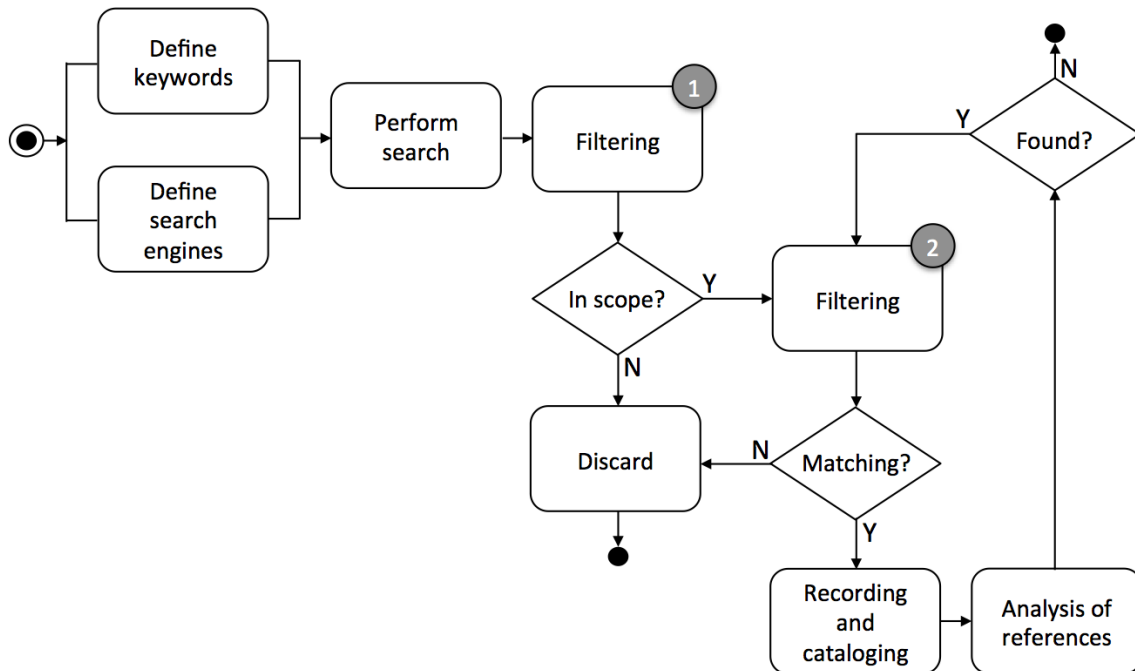 Define
keywords
Define
search
engines
Perform
search
1
Filtering
In scope?
Y
N
Discard
2
Filtering
Matching?
N
Y
Recording
and
cataloging
Analysis of
references
Found?
Y
N